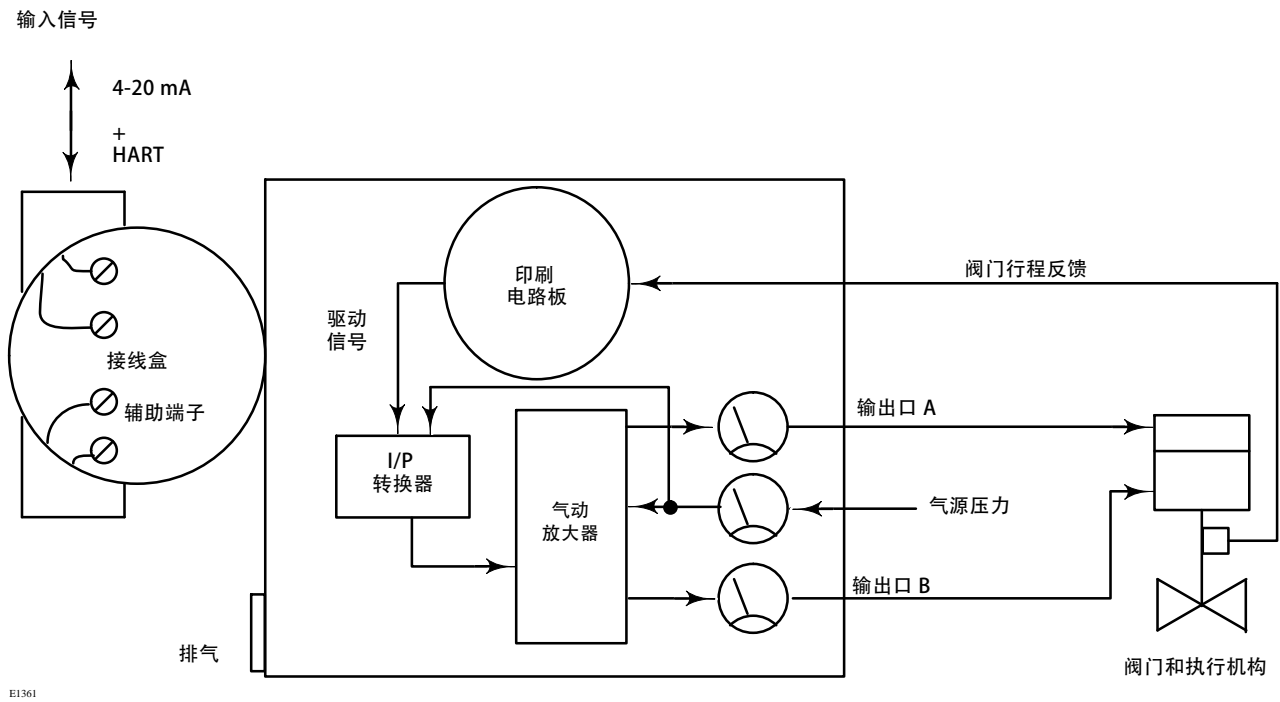 输入信号
4-20 mA
+
HART
接线盒
辅助端子
印刷
电路板
驱动
信号
I/P
转换器
气动
放大器
阀门行程反馈
输出口 A
气源压力
输出口 B
排气
阀门和执行机构
E1361